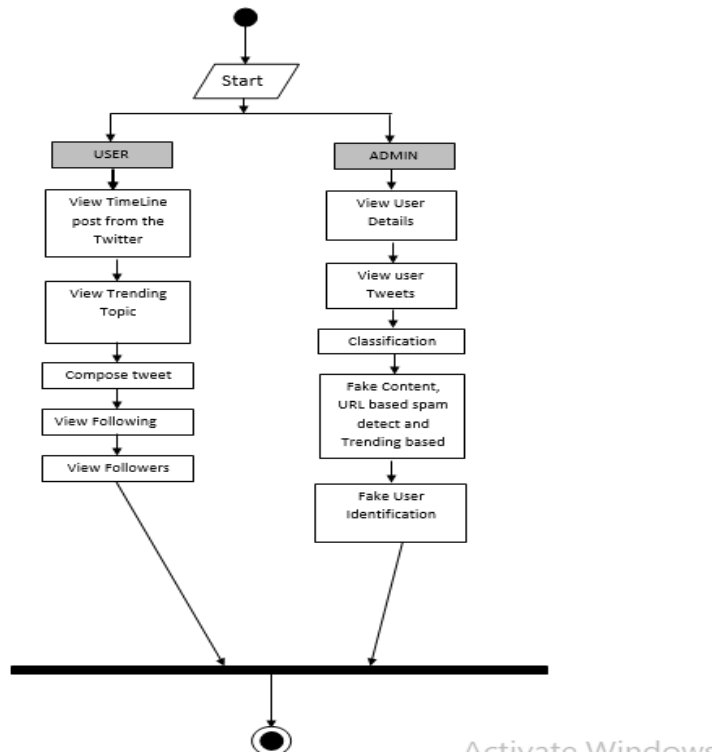 Start
USER
View TimeLine
post from the
Twitter
View Trending
Topic
Compose tweet
View Following
View Followers
ADMIN
View User
Details
View user
Tweets
Classification
Fake Content,
URL based spam
detect and
Trending based
Fake User
Identification
Activate Windows